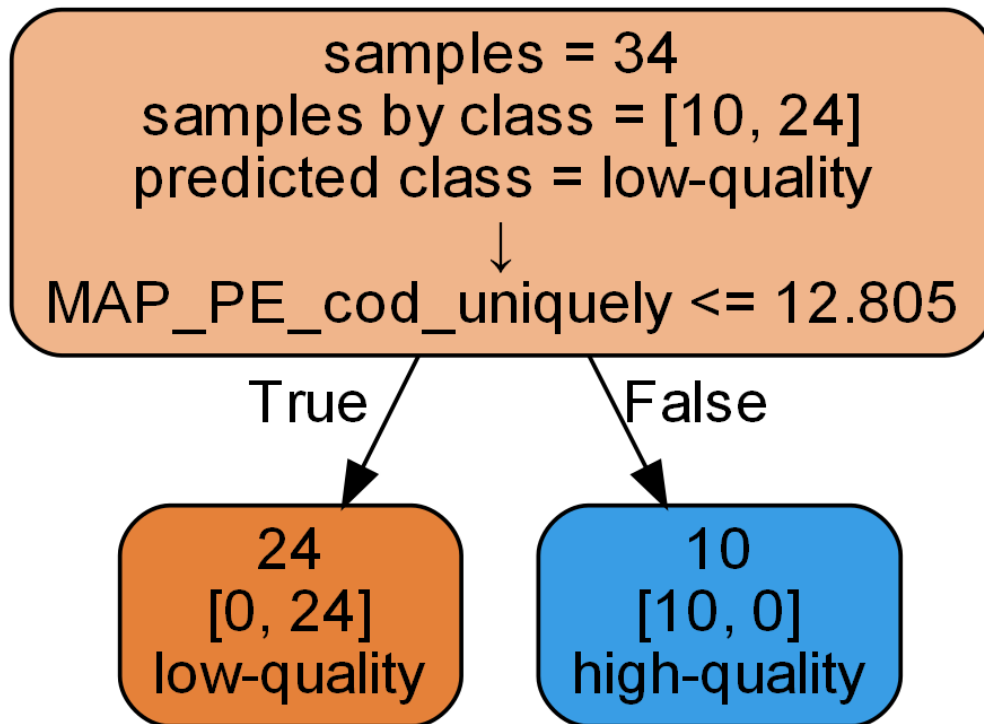 samples = 34
samples by class = [10, 24]
predicted class = low-quality
↓
MAP_PE_cod_uniquely <= 12.805
True
False
24
[0, 24]
low-quality
10
[10, 0]
high-quality